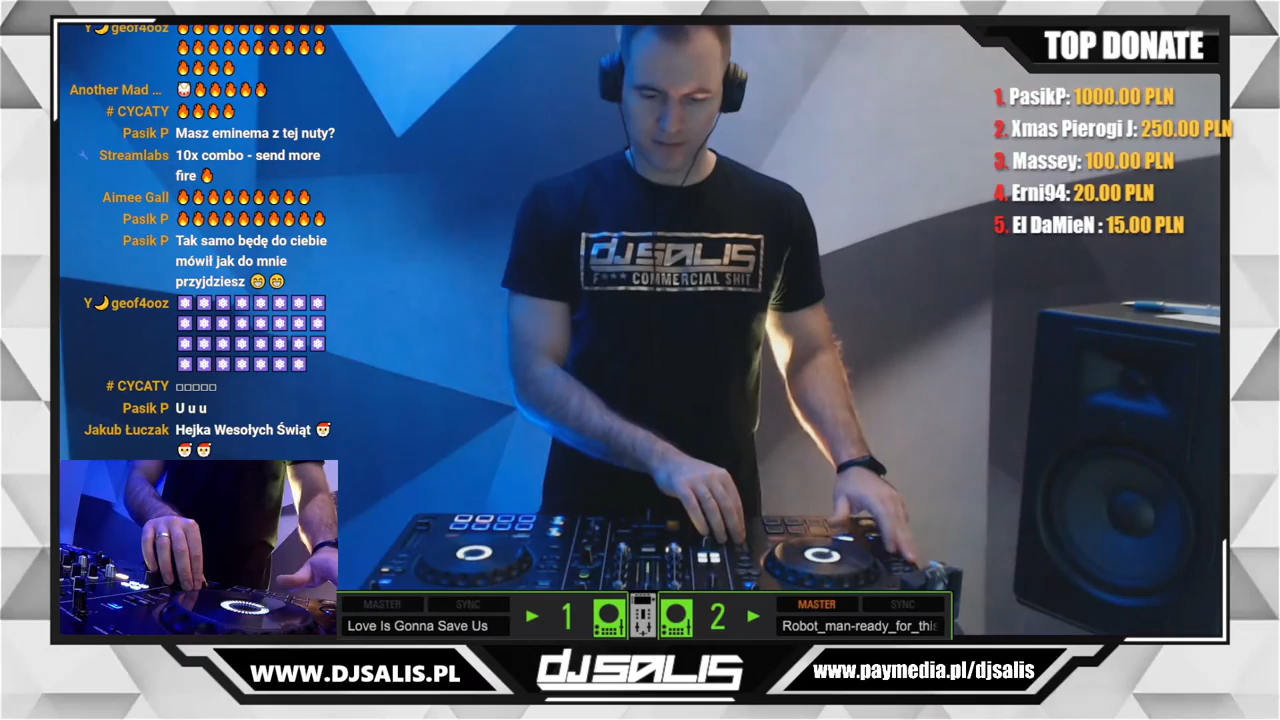 Y🌙geof4ooz 🔥🔥🔥🔥🔥🔥🔥🔥🔥🔥
🔥🔥🔥🔥🔥🔥🔥🔥🔥🔥
🔥🔥🔥🔥
Another Mad ... 🔥🔥🔥🔥🔥
# CYCATY 🔥🔥🔥🔥
Pasik P Masz eminema z tej nuty?
Streamlabs 10x combo - send more
fire 🔥
Aimee Gall 🔥🔥🔥🔥🔥🔥🔥🔥🔥
Pasik P 🔥🔥🔥🔥🔥🔥🔥🔥🔥🔥
Pasik P Tak samo będę do ciebie
mówił jak do mnie
przyjdziesz 😁😁
Y🌙geof4ooz
# CYCATY □□□□□
Pasik P U u u
Jakub Łuczak Hejka Wesołych Świąt 🎅🏻
🎅🏻🎅🏻
TOP DONATE
1. PasikP: 1000.00 PLN
2. Xmas Pierogi J: 250.00 PLN
3. Massey: 100.00 PLN
4. Erni94: 20.00 PLN
5. El DaMieN : 15.00 PLN
DJ SALIS
F*** COMMERCIAL SHIT
MASTER SYNC
Love Is Gonna Save Us
1
2
MASTER SYNC
Robot_man-ready_for_this
WWW.DJSALIS.PL
DJ SALIS
www.paymedia.pl/djsalis